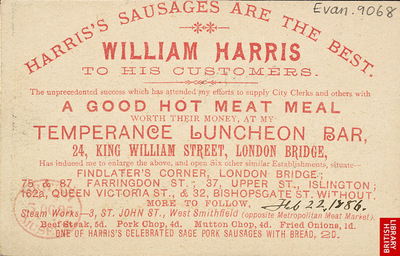 Evan.9068
HARRIS'S SAUSAGES ARE THE BEST.
WILLIAM HARRIS
TO HIS CUSTOMERS.
The unprecedented success which has attended my efforts to supply City Clerks and others with
A GOOD HOT MEAT MEAL
WORTH THEIR MONEY, AT MY
TEMPERANCE LUNCHEON BAR,
24, KING WILLIAM STREET, LONDON BRIDGE,
Has induced me to enlarge the above, and open Six other similar Establishments, situate—
FINDLATER'S CORNER, LONDON BRIDGE;
75 & 87 FARRINGDON ST.; 37, UPPER ST., ISLINGTON;
162a, QUEEN VICTORIA ST., & 32, BISHOPSGATE ST. WITHOUT.
MORE TO FOLLOW.
Feb 22, 1886.
Steam Works—3, ST. JOHN ST., West Smithfield (opposite Metropolitan Meat Market).
Beef Steak, 5d. Pork Chop, 4d. Mutton Chop, 4d. Fried Onions, 1d.
ONE OF HARRIS'S CELEBRATED SAGE PORK SAUSAGES WITH BREAD, 2D.
BRITISH
LIBRARY